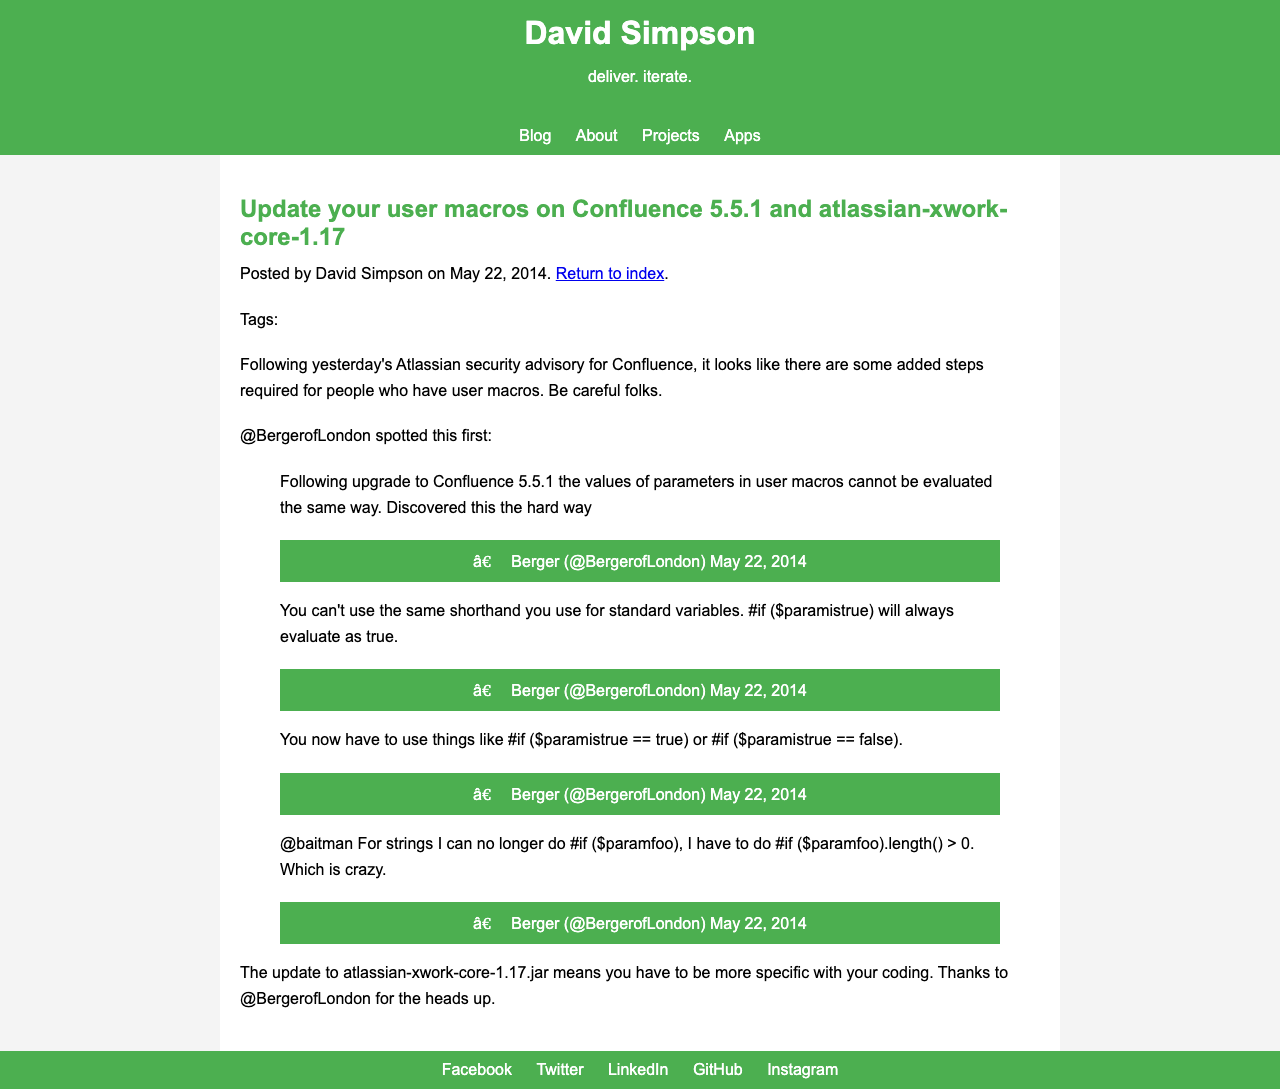 David Simpson
deliver. iterate.
Blog About Projects Apps
Update your user macros on Confluence 5.5.1 and atlassian-xwork-
core-1.17
Posted by David Simpson on May 22, 2014. Return to index.
Tags:
Following yesterday's Atlassian security advisory for Confluence, it looks like there are some added steps
required for people who have user macros. Be careful folks.
@BergerofLondon spotted this first:
Following upgrade to Confluence 5.5.1 the values of parameters in user macros cannot be evaluated
the same way. Discovered this the hard way
â€ Berger (@BergerofLondon) May 22, 2014
You can't use the same shorthand you use for standard variables. #if ($paramistrue) will always
evaluate as true.
â€ Berger (@BergerofLondon) May 22, 2014
You now have to use things like #if ($paramistrue == true) or #if ($paramistrue == false).
â€ Berger (@BergerofLondon) May 22, 2014
@baitman For strings I can no longer do #if ($paramfoo), I have to do #if ($paramfoo).length() > 0.
Which is crazy.
â€ Berger (@BergerofLondon) May 22, 2014
The update to atlassian-xwork-core-1.17.jar means you have to be more specific with your coding. Thanks to
@BergerofLondon for the heads up.
Facebook Twitter LinkedIn GitHub Instagram